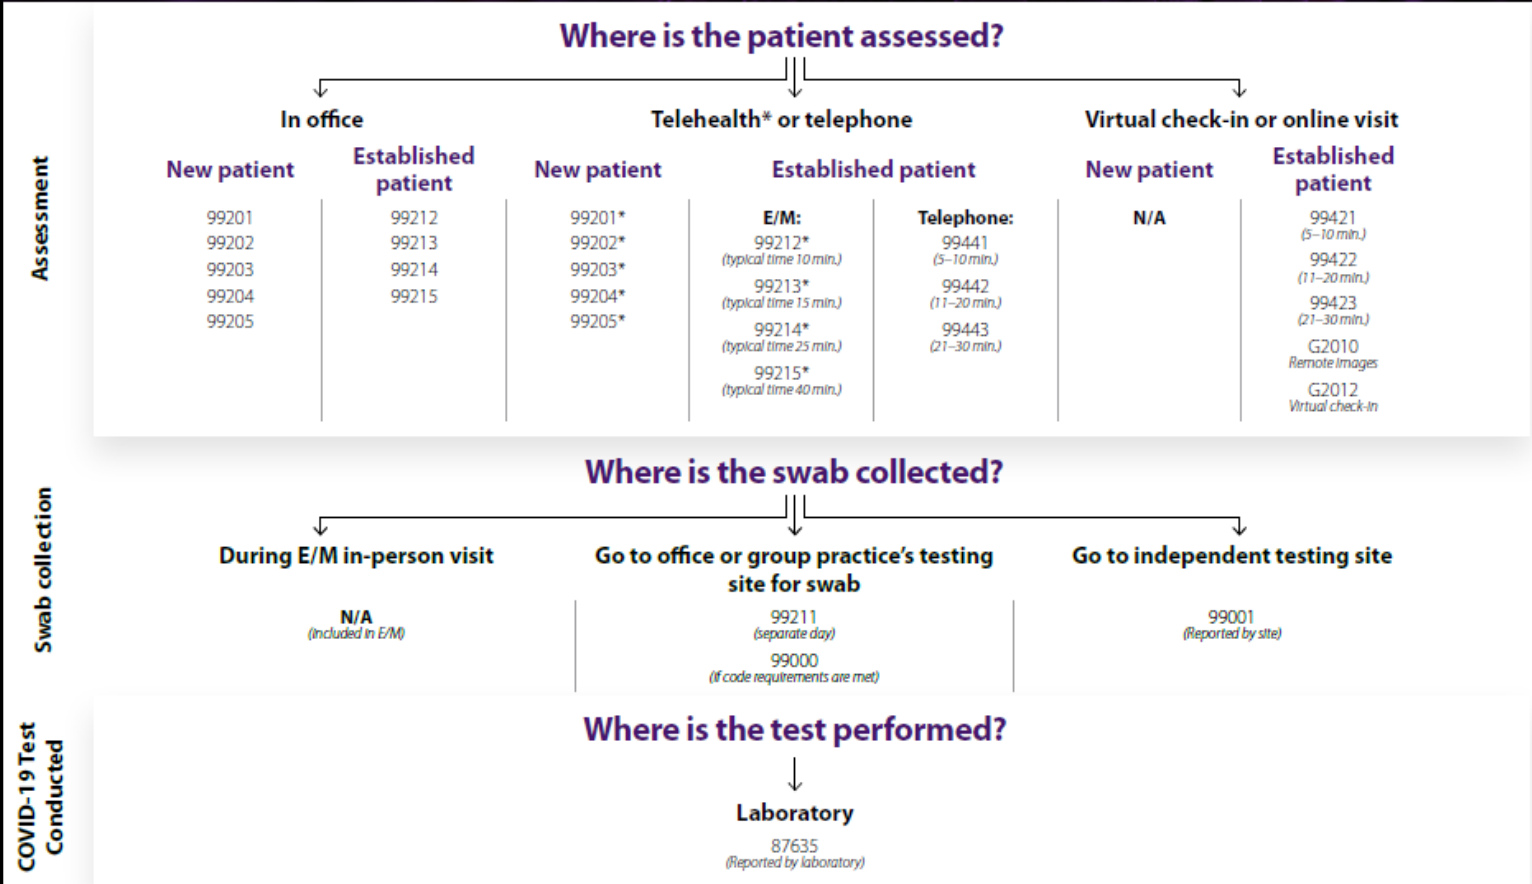 Where is the patient assessed?
Assessment
In office
Telehealth* or telephone
Virtual check-in or online visit
New patient
Established
patient
New patient
Established patient
New patient
Established
patient
99201
99202
99203
99204
99205
99212
99213
99214
99215
99201*
99202*
99203*
99204*
99205*
E/M:
99212*
(typical time 10 min.)
99213*
(typical time 15 min.)
99214*
(typical time 25 min.)
99215*
(typical time 40 min.)
Telephone:
99441
(5–10 min.)
99442
(11–20 min.)
99443
(21–30 min.)
N/A
99421
(5–10 min.)
99422
(11–20 min.)
99423
(21–30 min.)
G2010
Remote images
G2012
Virtual check-in
Where is the swab collected?
Swab collection
During E/M in-person visit
N/A
(included in E/M)
Go to office or group practice's testing
site for swab
99211
(separate day)
99000
(if code requirements are met)
Go to independent testing site
99001
(Reported by site)
Where is the test performed?
COVID-19 Test
Conducted
Laboratory
87635
(Reported by laboratory)